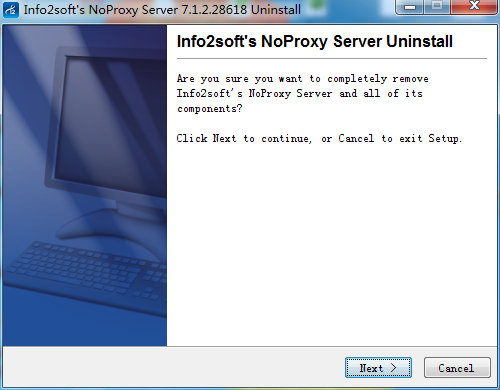 Info2soft's NoProxy Server 7.1.2.28618 Uninstall
Info2soft's NoProxy Server Uninstall
Are you sure you want to completely remove
Info2soft's NoProxy Server and all of its
components?
Click Next to continue, or Cancel to exit Setup.
Next >
Cancel